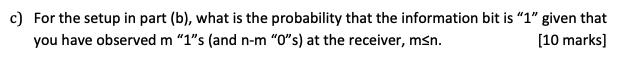 c) For the setup in part (b), what is the probability that the information bit is “1” given that
you have observed m “1”s (and n-m “0”s) at the receiver, m≤n. [10 marks]